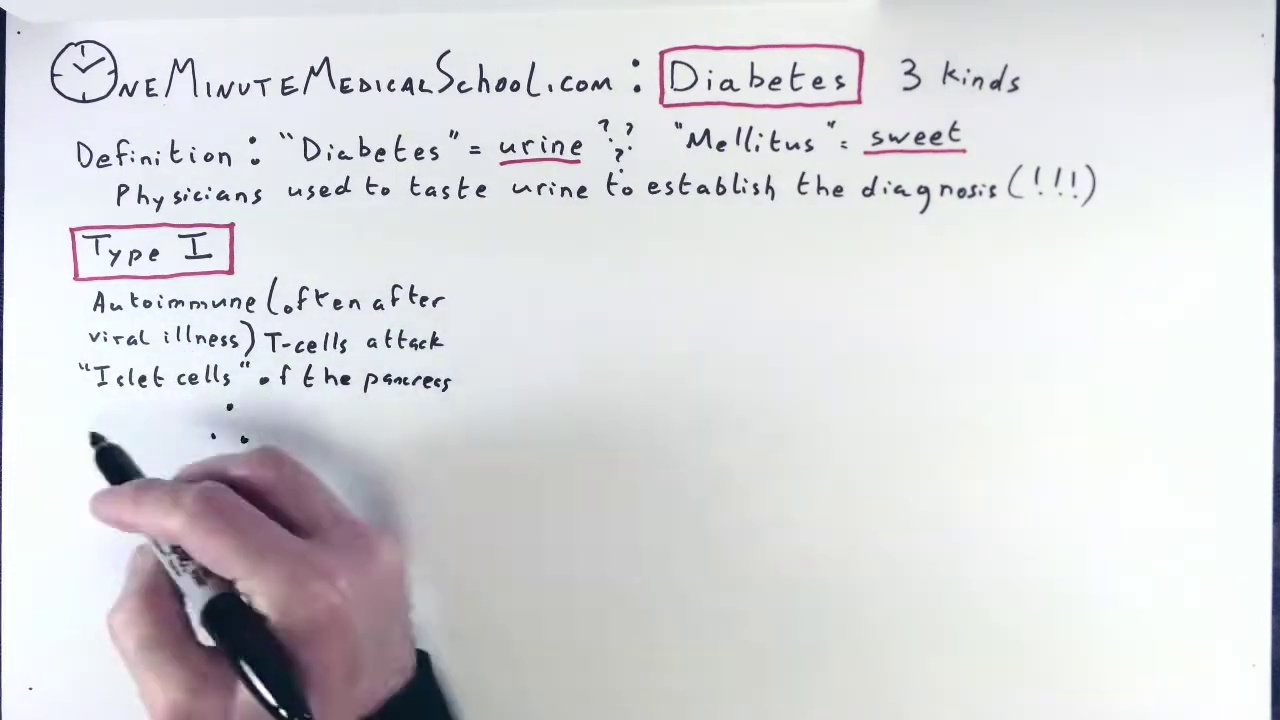 OneMinuteMedicalSchool.com : Diabetes 3 kinds
Definition : "Diabetes" = urine ??? "Mellitus" = sweet
Physicians used to taste urine to establish the diagnosis (!!!)
Type I
Autoimmune (often after
viral illness) T-cells attack
"Islet cells" of the pancreas
∴